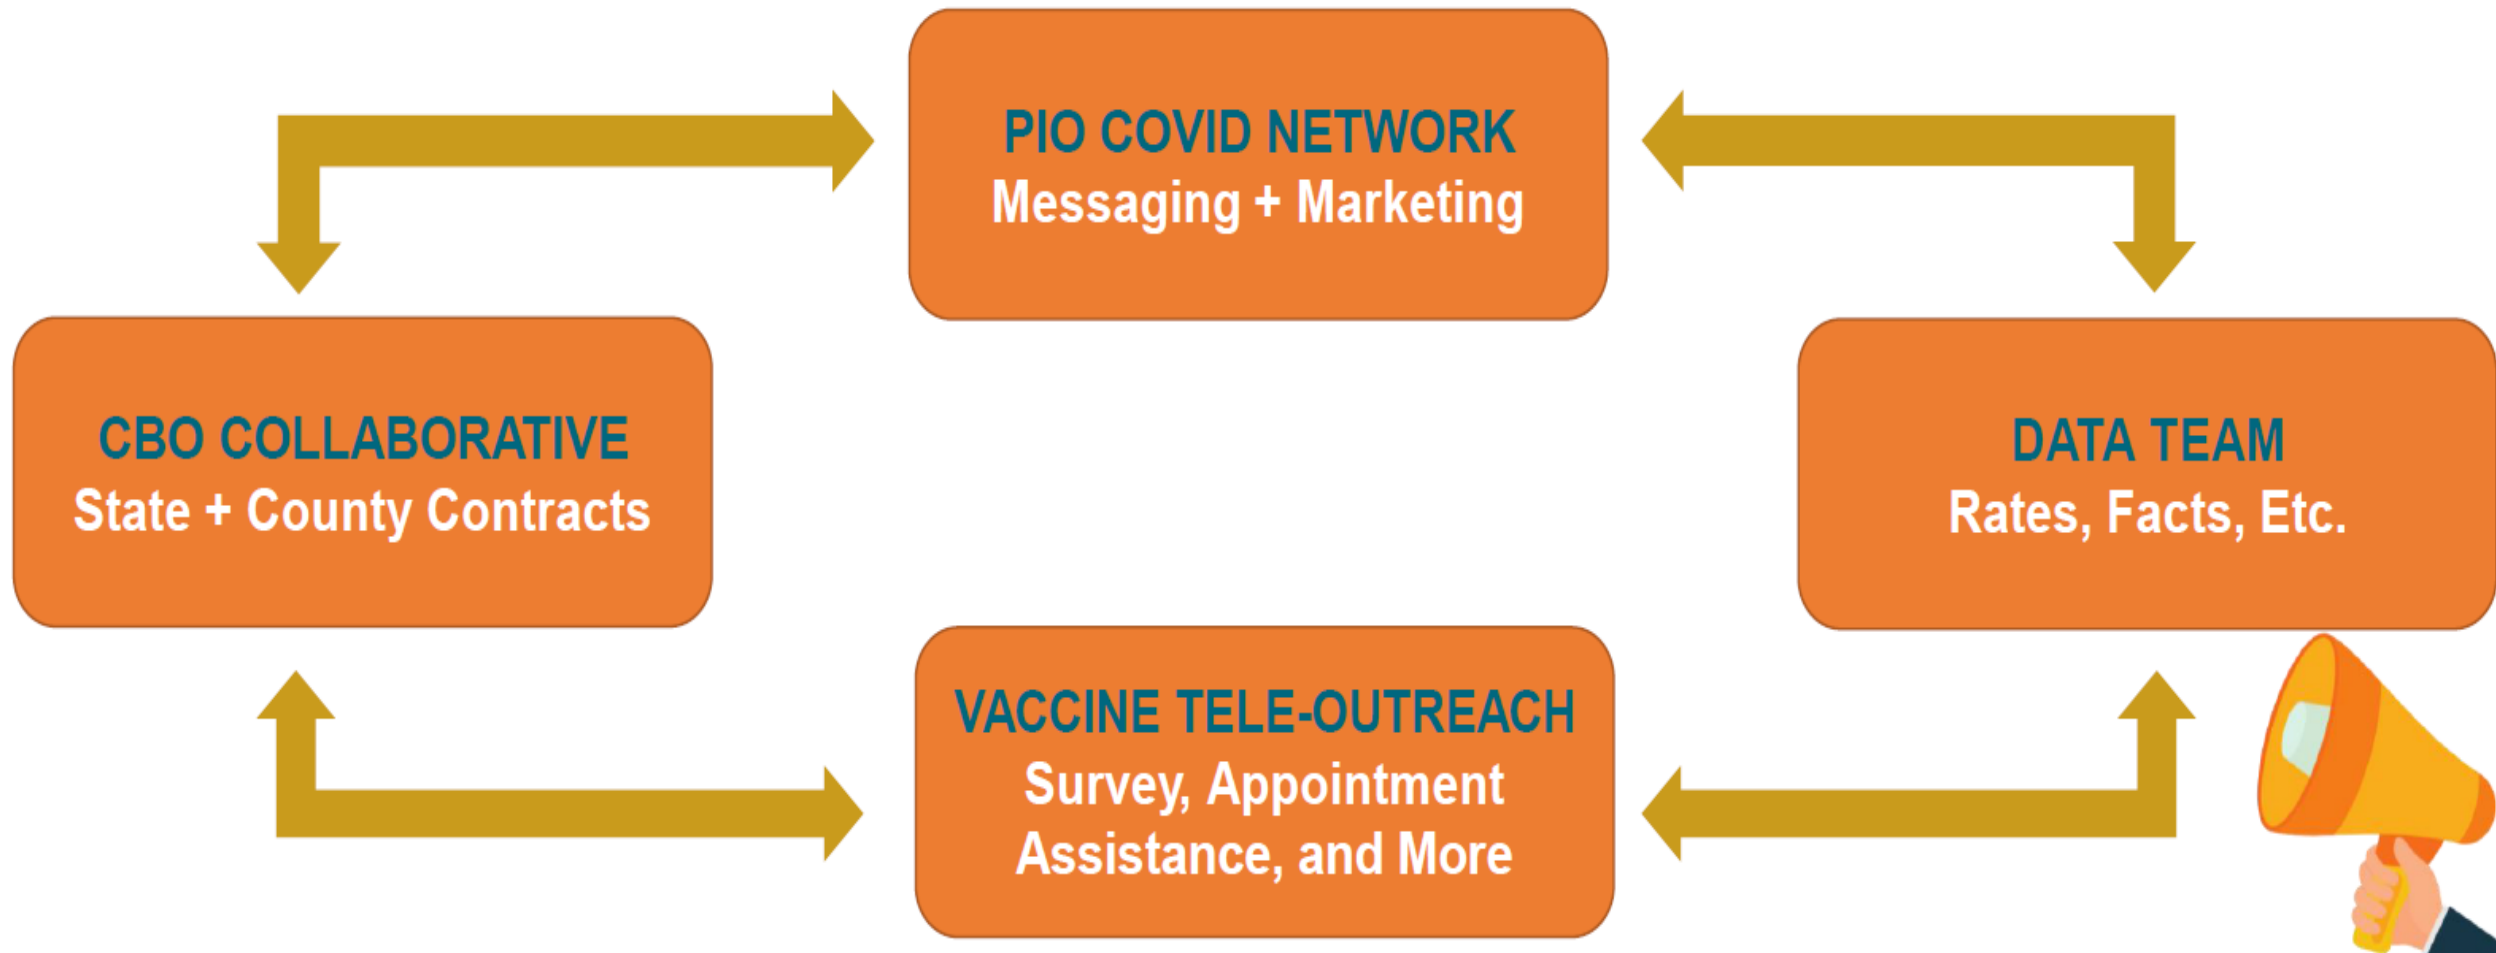 PIO COVID NETWORK
Messaging + Marketing
CBO COLLABORATIVE
State + County Contracts
DATA TEAM
Rates, Facts, Etc.
VACCINE TELE-OUTREACH
Survey, Appointment
Assistance, and More